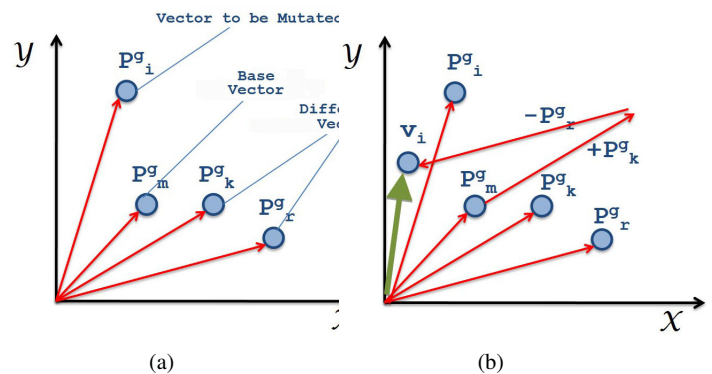 Vector to be Mutated
y
P^g_i
Base
Vector
Diffe
Vec
P^g_m
P^g_k
P^g_r
(a)
y
P^g_i
-P^g_r
v_i
+P^g_k
P^g_m
P^g_k
P^g_r
x
(b)